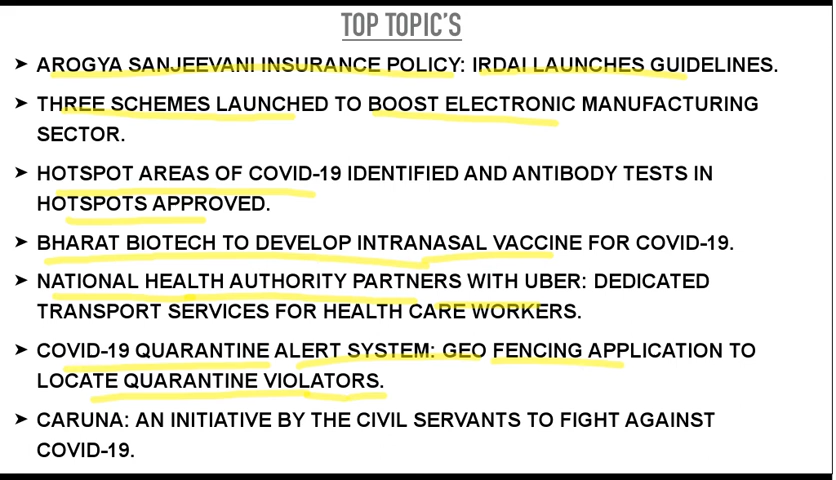 TOP TOPIC'S
➤ AROGYA SANJEEVANI INSURANCE POLICY: IRDAI LAUNCHES GUIDELINES.
➤ THREE SCHEMES LAUNCHED TO BOOST ELECTRONIC MANUFACTURING
SECTOR.
➤ HOTSPOT AREAS OF COVID-19 IDENTIFIED AND ANTIBODY TESTS IN
HOTSPOTS APPROVED.
➤ BHARAT BIOTECH TO DEVELOP INTRANASAL VACCINE FOR COVID-19.
➤ NATIONAL HEALTH AUTHORITY PARTNERS WITH UBER: DEDICATED
TRANSPORT SERVICES FOR HEALTH CARE WORKERS.
➤ COVID-19 QUARANTINE ALERT SYSTEM: GEO FENCING APPLICATION TO
LOCATE QUARANTINE VIOLATORS.
➤ CARUNA: AN INITIATIVE BY THE CIVIL SERVANTS TO FIGHT AGAINST
COVID-19.